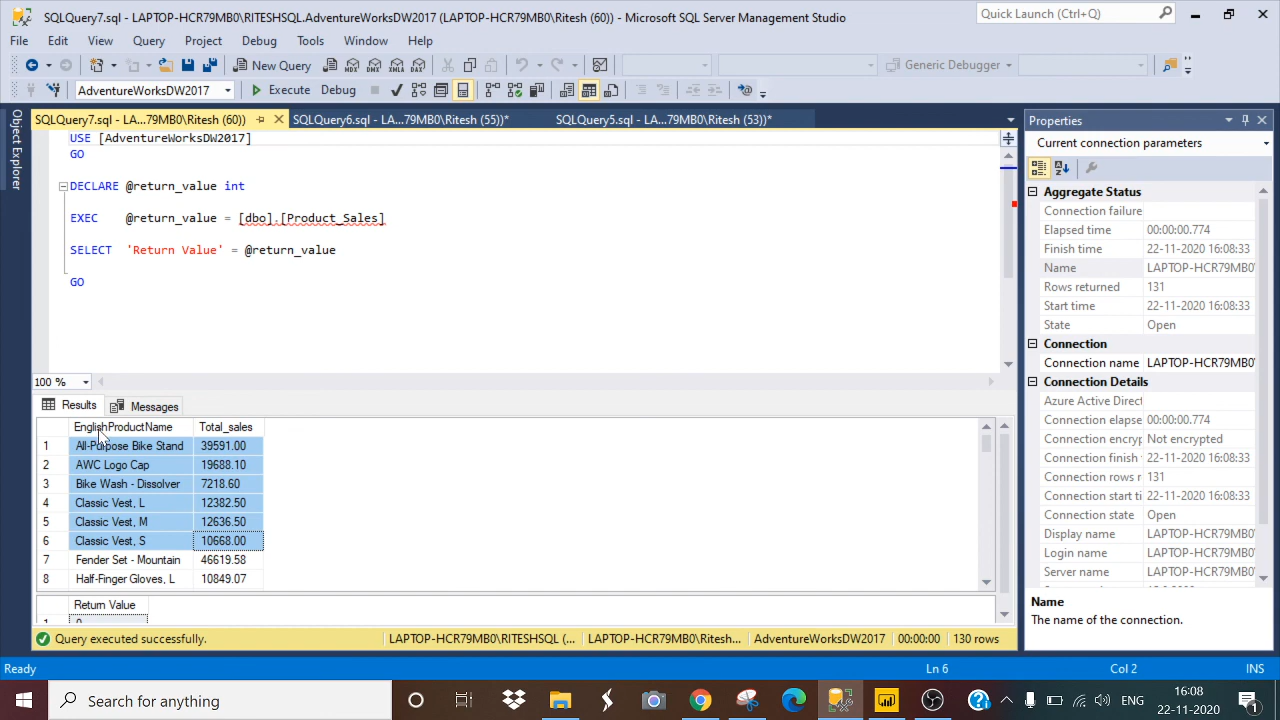 SQLQuery7.sql - LAPTOP-HCR79MB0\RITESHSQL.AdventureWorksDW2017 (LAPTOP-HCR79MB0\Ritesh (60)) - Microsoft SQL Server Management Studio
Quick Launch (Ctrl+Q)
File Edit View Query Project Debug Tools Window Help
New Query
MDX DMX XMLA DAX
Generic Debugger
AdventureWorksDW2017
Execute Debug
SQLQuery7.sql - LA...79MB0\Ritesh (60))
SQLQuery6.sql - LA...79MB0\Ritesh (55))*
SQLQuery5.sql - LA...79MB0\Ritesh (53))*
Object Explorer
USE [AdventureWorksDW2017]
GO
DECLARE @return_value int
EXEC @return_value = [dbo].[Product_Sales]
SELECT 'Return Value' = @return_value
GO
100 %
Results Messages
EnglishProductName Total_sales
1 All-Purpose Bike Stand 39591.00
2 AWC Logo Cap 19688.10
3 Bike Wash - Dissolver 7218.60
4 Classic Vest, L 12382.50
5 Classic Vest, M 12636.50
6 Classic Vest, S 10668.00
7 Fender Set - Mountain 46619.58
8 Half-Finger Gloves, L 10849.07
Return Value
Query executed successfully.
LAPTOP-HCR79MB0\RITESHSQL (... LAPTOP-HCR79MB0\Ritesh... AdventureWorksDW2017 00:00:00 130 rows
Properties
Current connection parameters
Aggregate Status
Connection failure
Elapsed time 00:00:00.774
Finish time 22-11-2020 16:08:33
Name LAPTOP-HCR79MB0\
Rows returned 131
Start time 22-11-2020 16:08:33
State Open
Connection
Connection name LAPTOP-HCR79MB0\
Connection Details
Azure Active Direct
Connection elapse 00:00:00.774
Connection encryp Not encrypted
Connection finish 22-11-2020 16:08:33
Connection rows r 131
Connection start ti 22-11-2020 16:08:33
Connection state Open
Display name LAPTOP-HCR79MB0\
Login name LAPTOP-HCR79MB0\
Server name LAPTOP-HCR79MB0\
Name
The name of the connection.
Ready
Ln 6
Col 2
INS
Search for anything
ENG
16:08
22-11-2020